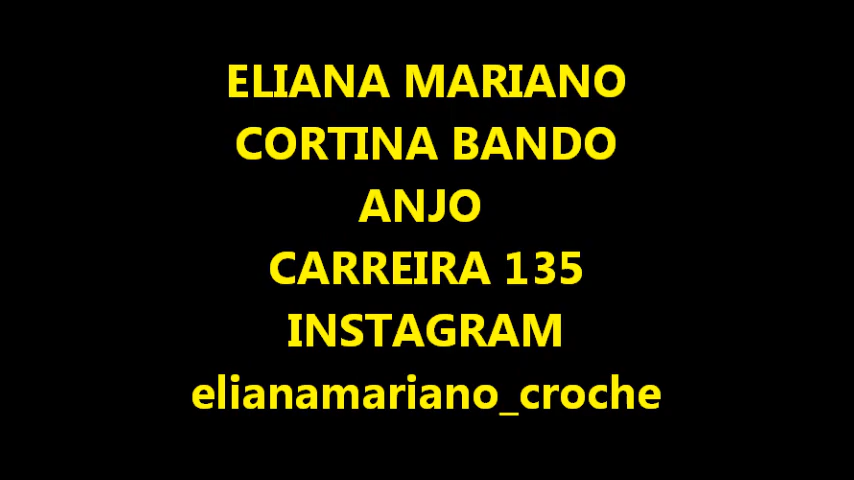 ELIANA MARIANO
CORTINA BANDO
ANJO
CARREIRA 135
INSTAGRAM
elianamariano_croche